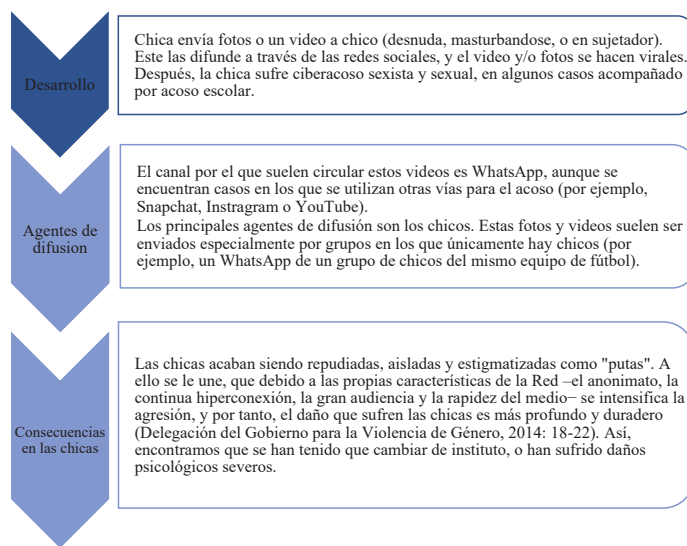 Desarrollo
Chica envía fotos o un video a chico (desnuda, masturbandose, o en sujetador).
Este las difunde a través de las redes sociales, y el video y/o fotos se hacen virales.
Después, la chica sufre ciberacoso sexista y sexual, en algunos casos acompañado
por acoso escolar.
Agentes de
difusion
El canal por el que suelen circular estos videos es WhatsApp, aunque se
encuentran casos en los que se utilizan otras vías para el acoso (por ejemplo,
Snapchat, Instragram o YouTube).
Los principales agentes de difusión son los chicos. Estas fotos y videos suelen ser
enviados especialmente por grupos en los que únicamente hay chicos (por
ejemplo, un WhatsApp de un grupo de chicos del mismo equipo de fútbol).
Consecuencias
en las chicas
Las chicas acaban siendo repudiadas, aisladas y estigmatizadas como "putas". A
ello se le une, que debido a las propias características de la Red –el anonimato, la
continua hiperconexión, la gran audiencia y la rapidez del medio− se intensifica la
agresión, y por tanto, el daño que sufren las chicas es más profundo y duradero
(Delegación del Gobierno para la Violencia de Género, 2014: 18-22). Así,
encontramos que se han tenido que cambiar de instituto, o han sufrido daños
psicológicos severos.